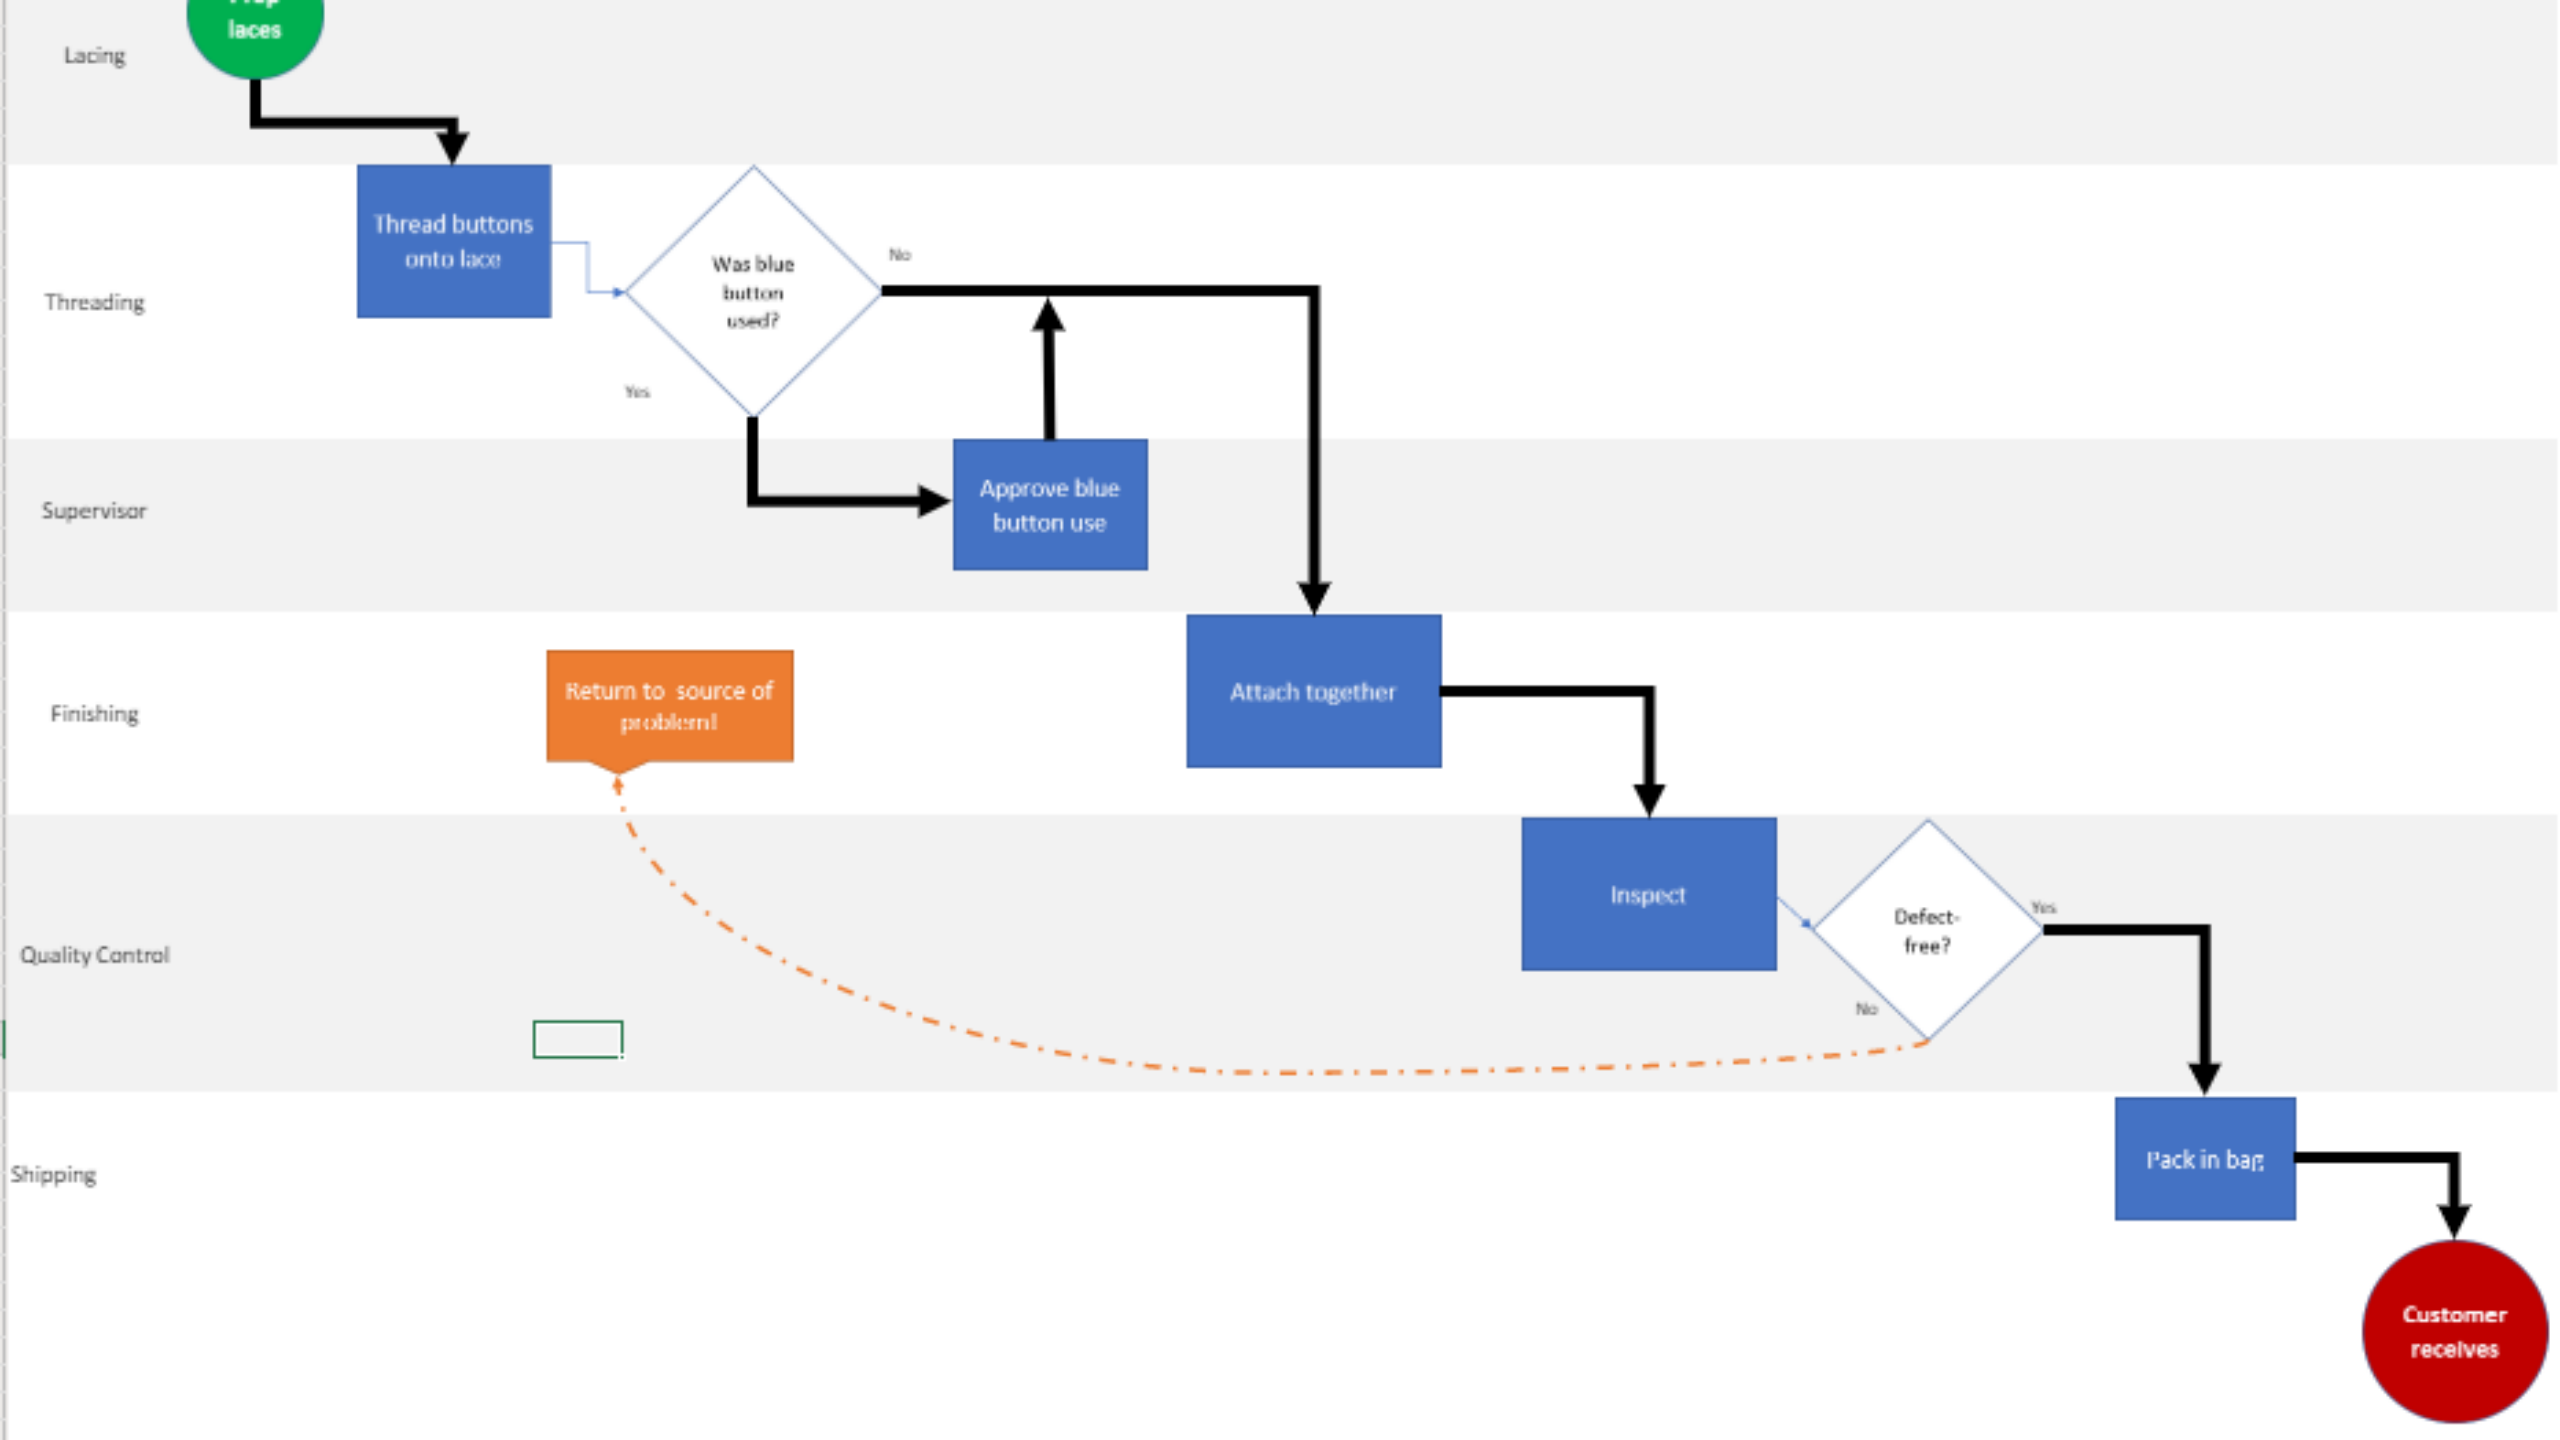 laces
Lacing
Thread buttons
onto lace
Was blue
button
used?
No
Threading
Yes
Approve blue
button use
Supervisor
Return to source of
problem!
Attach together
Finishing
Inspect
Defect-
free?
Yes
Quality Control
No
Pack in bag
Shipping
Customer
receives